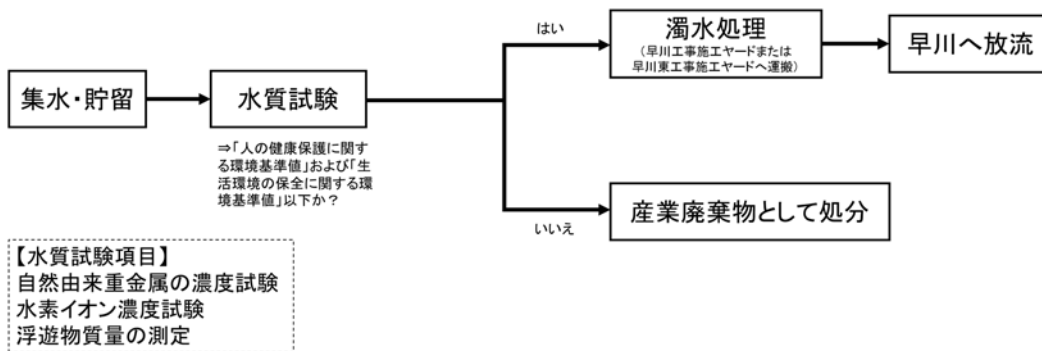 集水・貯留
水質試験
⇒「人の健康保護に関す
る環境基準値」および「生
活環境の保全に関する環
境基準値」以下か？
はい
濁水処理
（早川工事施工ヤードまたは
早川東工事施工ヤードへ運搬）
早川へ放流
いいえ
産業廃棄物として処分
【水質試験項目】
自然由来重金属の濃度試験
水素イオン濃度試験
浮遊物質量の測定